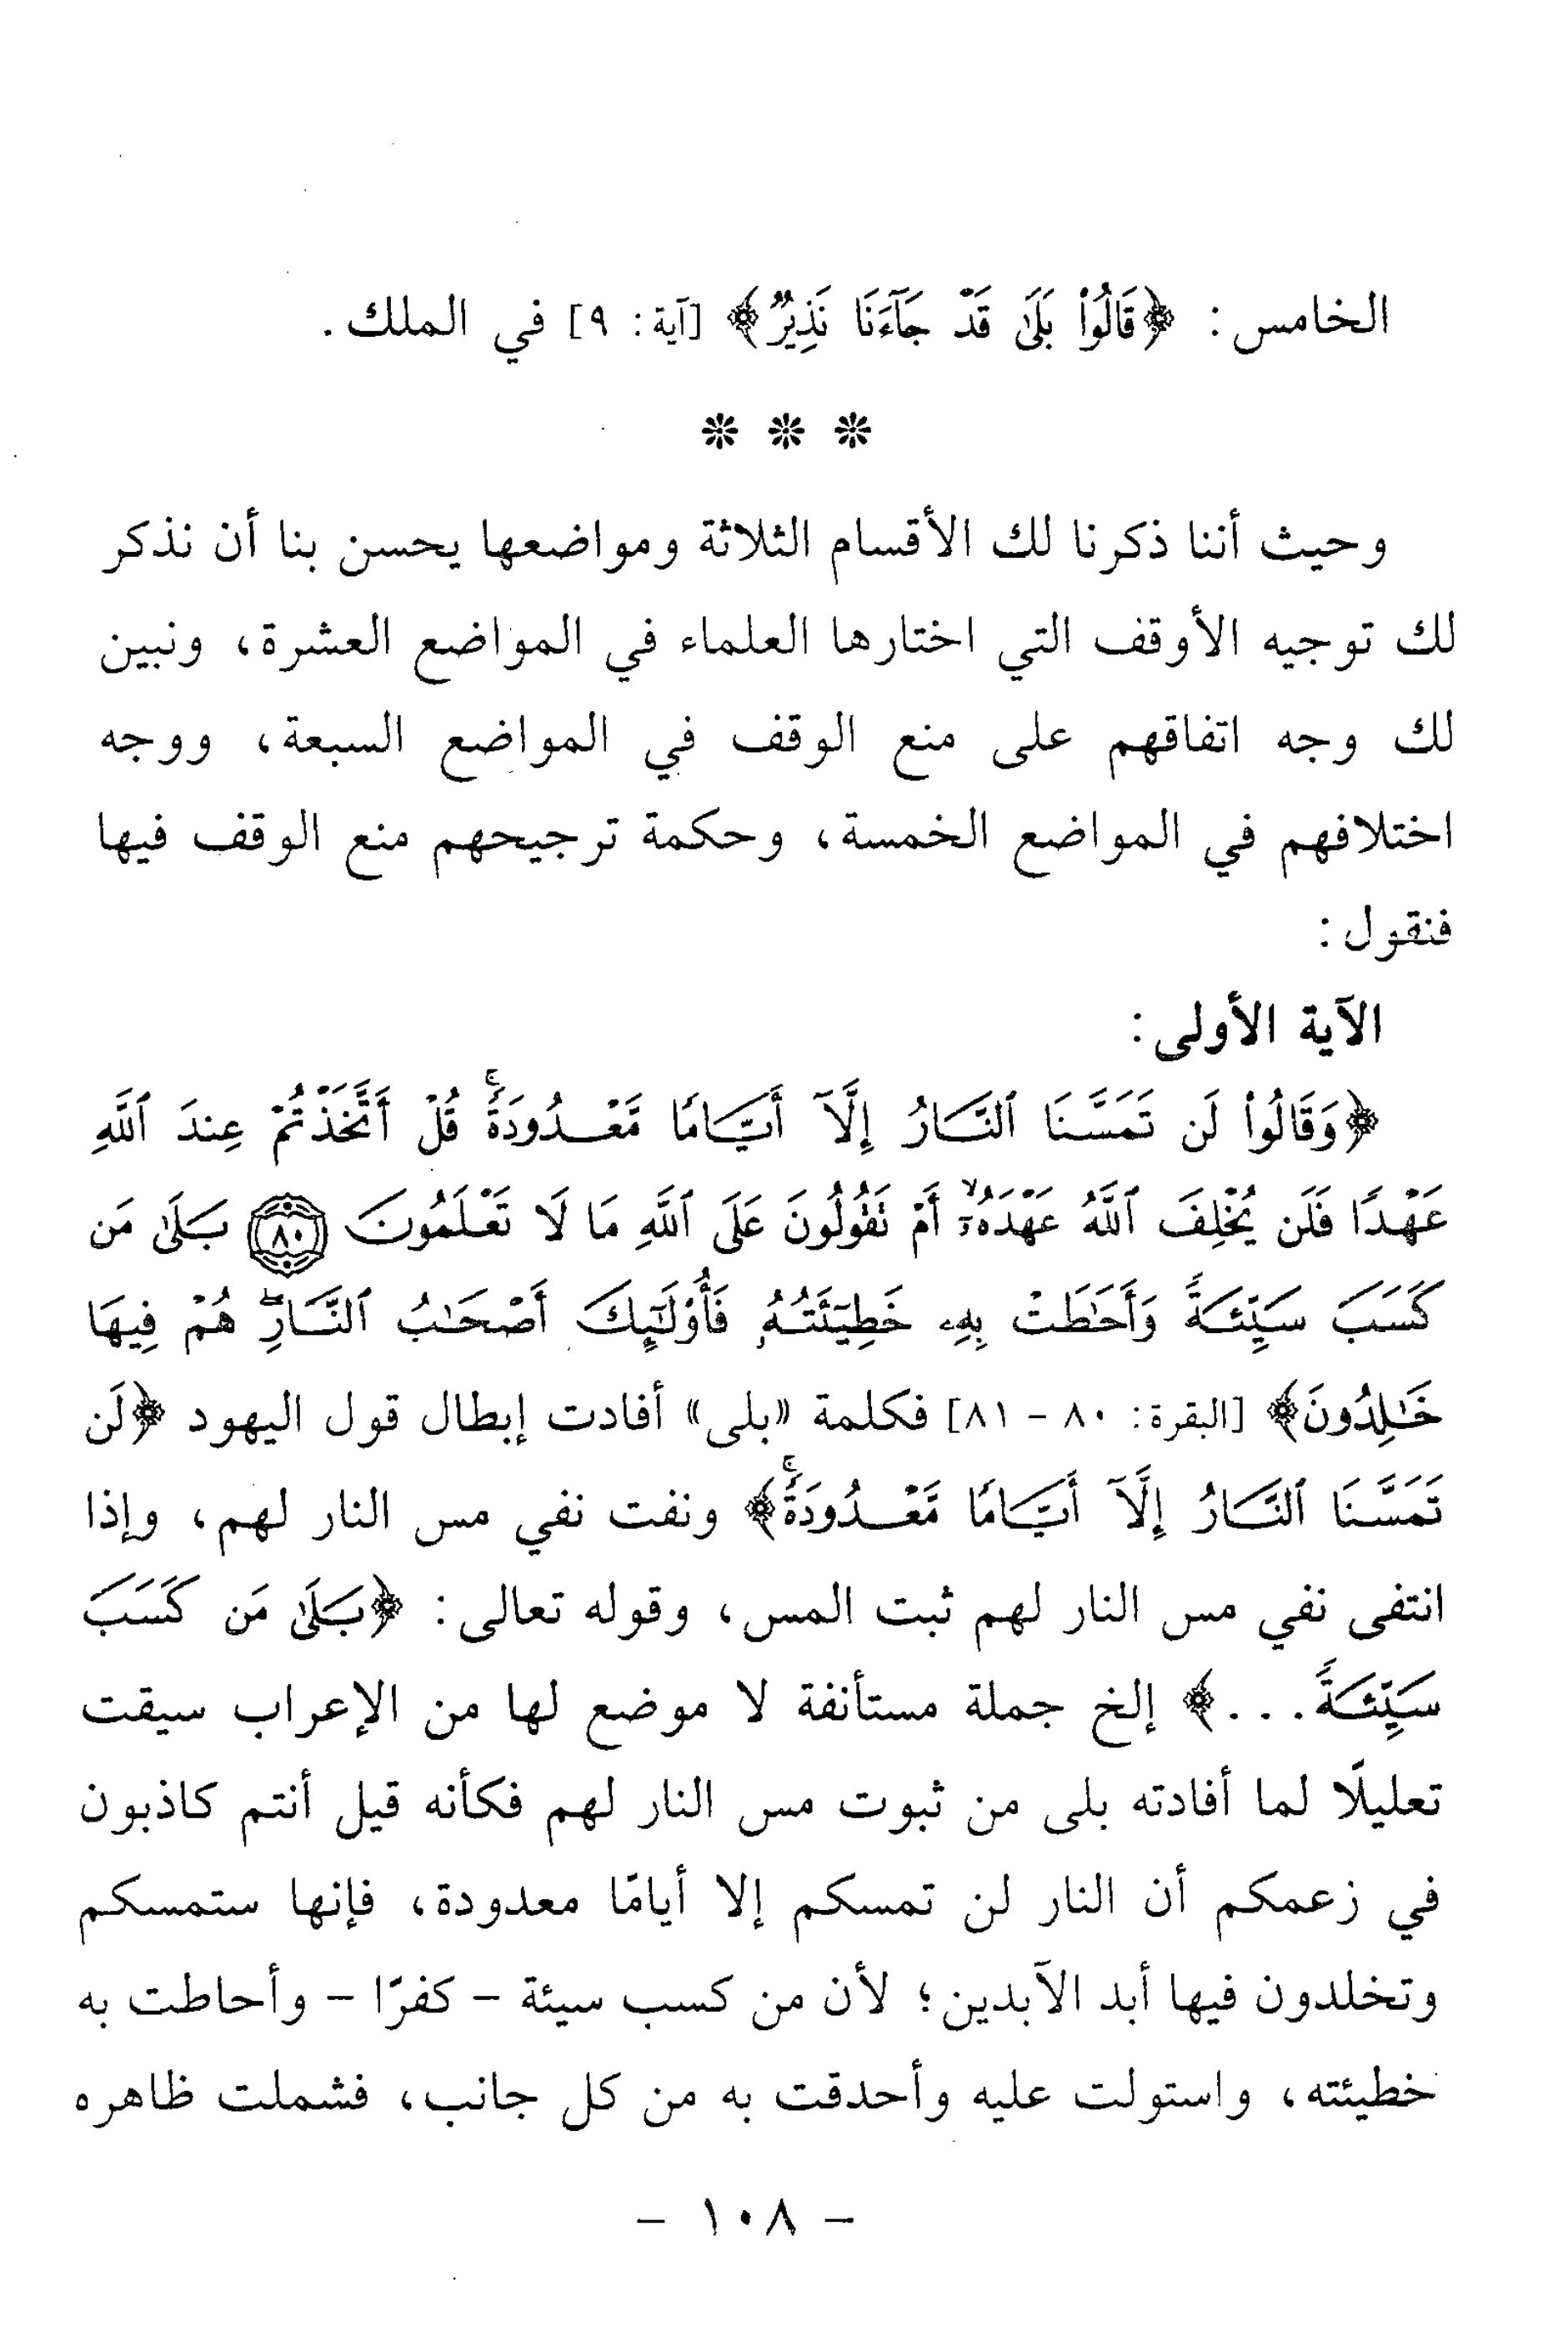 الخامس : ﴿قَالُوا۟ بَلَىٰ قَدْ جَآءَنَا نَذِيرٌ﴾ [آية: ٩] في الملك .
❊ ❊ ❊
وحيث أننا ذكرنا لك الأقسام الثلاثة ومواضعها يحسن بنا أن نذكر
لك توجيه الأوقف التي اختارها العلماء في المواضع العشرة، ونبين
لك وجه اتفاقهم على منع الوقف في المواضع السبعة، ووجه
اختلافهم في المواضع الخمسة، وحكمة ترجيحهم منع الوقف فيها
فنقول :
الآية الأولى :
﴿وَقَالُوا۟ لَن تَمَسَّنَا ٱلنَّارُ إِلَّآ أَيَّامًا مَّعْدُودَةً ۚ قُلْ أَتَّخَذْتُمْ عِندَ ٱللَّهِ
عَهْدًا فَلَن يُخْلِفَ ٱللَّهُ عَهْدَهُۥٓ ۙ أَمْ نَقُولُونَ عَلَى ٱللَّهِ مَا لَا تَعْلَمُونَ ٨٠ بَلَىٰ مَن
كَسَبَ سَيِّئَةً وَأَحَٰطَتْ بِهِۦ خَطِيٓـَٔتُهُۥ فَأُو۟لَٰٓئِكَ أَصْحَٰبُ ٱلنَّارِ ۖ هُمْ فِيهَا
خَٰلِدُونَ﴾ [البقرة: ٨٠ - ٨١] فكلمة «بلى» أفادت إبطال قول اليهود ﴿لَن
تَمَسَّنَا ٱلنَّارُ إِلَّآ أَيَّامًا مَّعْدُودَةً ۚ﴾ ونفت نفي مس النار لهم، وإذا
انتفى نفي مس النار لهم ثبت المس، وقوله تعالى : ﴿بَلَىٰ مَن كَسَبَ
سَيِّئَةً . . .﴾ إلخ جملة مستأنفة لا موضع لها من الإعراب سيقت
تعليلًا لما أفادته بلى من ثبوت مس النار لهم فكأنه قيل أنتم كاذبون
في زعمكم أن النار لن تمسكم إلا أيامًا معدودة، فإنها ستمسكم
وتخلدون فيها أبد الآبدين؛ لأن من كسب سيئة - كفرًا - وأحاطت به
خطيئته، واستولت عليه وأحدقت به من كل جانب، فشملت ظاهره
- ١٠٨ -